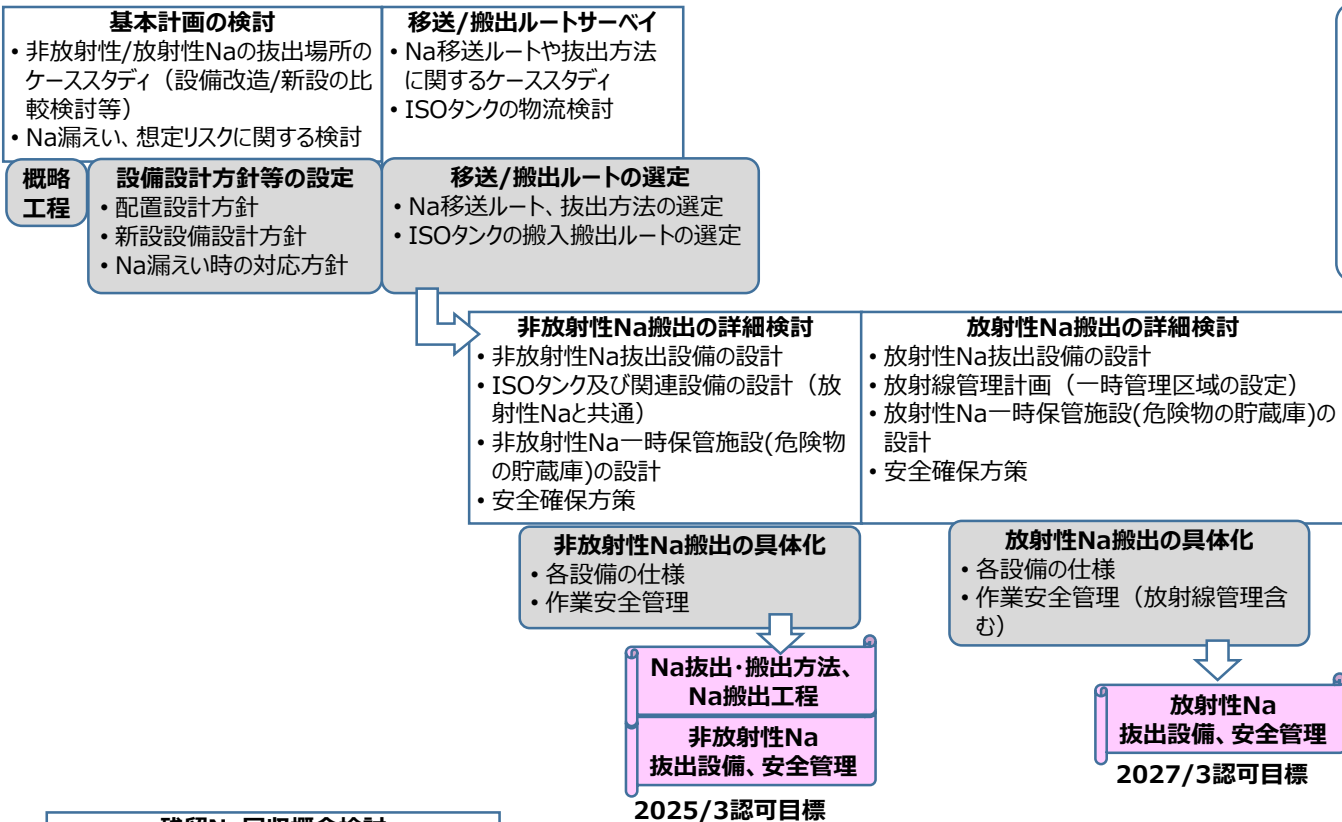 基本計画の検討
• 非放射性/放射性Naの抜出場所の
ケーススタディ（設備改造/新設の比
較検討等）
• Na漏えい、想定リスクに関する検討
移送/搬出ルートサーベイ
• Na移送ルートや抜出方法
に関するケーススタディ
• ISOタンクの物流検討
概略
工程
設備設計方針等の設定
• 配置設計方針
• 新設設備設計方針
• Na漏えい時の対応方針
移送/搬出ルートの選定
• Na移送ルート、抜出方法の選定
• ISOタンクの搬入搬出ルートの選定
非放射性Na搬出の詳細検討
• 非放射性Na抜出設備の設計
• ISOタンク及び関連設備の設計（放
射性Naと共通）
• 非放射性Na一時保管施設(危険物
の貯蔵庫)の設計
• 安全確保方策
放射性Na搬出の詳細検討
• 放射性Na抜出設備の設計
• 放射線管理計画（一時管理区域の設定）
• 放射性Na一時保管施設(危険物の貯蔵庫)の
設計
• 安全確保方策
非放射性Na搬出の具体化
• 各設備の仕様
• 作業安全管理
放射性Na搬出の具体化
• 各設備の仕様
• 作業安全管理（放射線管理含
む）
Na抜出・搬出方法、
Na搬出工程
非放射性Na
抜出設備、安全管理
2025/3認可目標
放射性Na
抜出設備、安全管理
2027/3認可目標